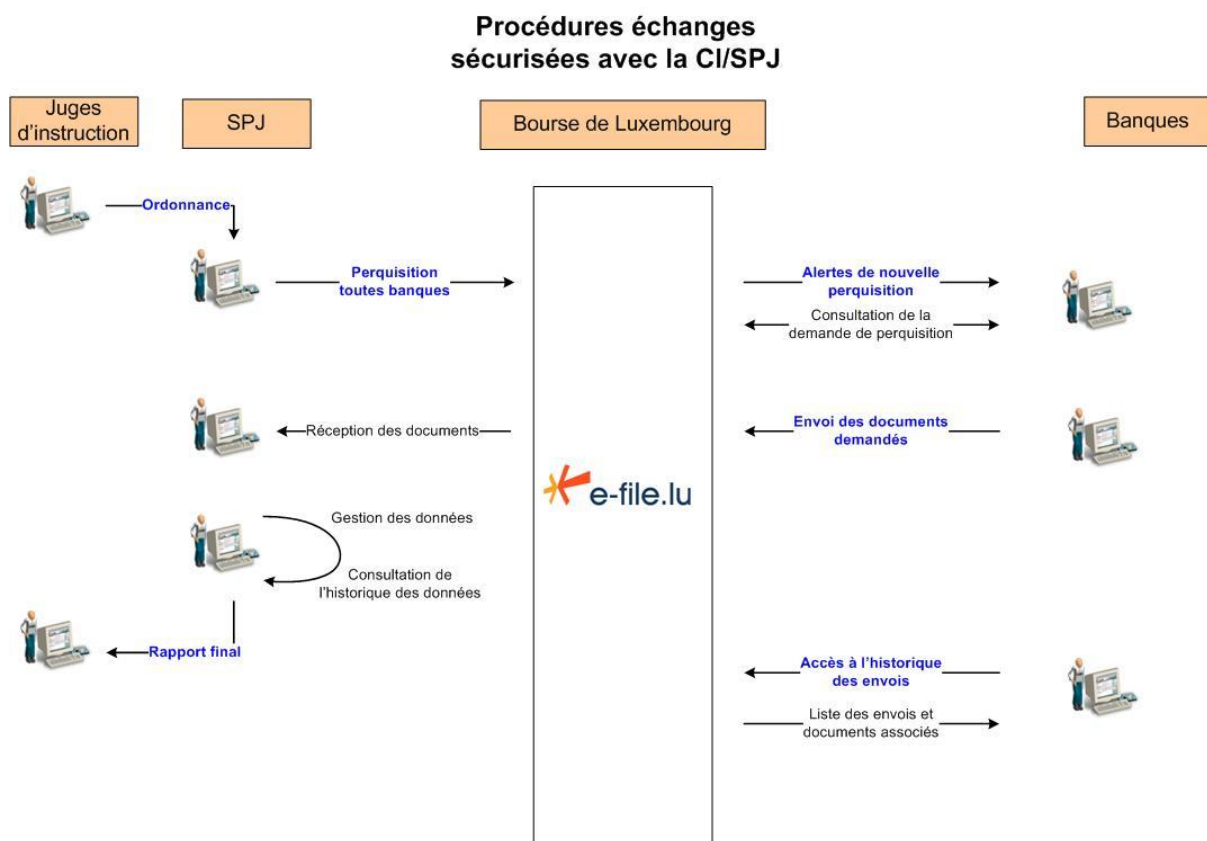 Procédures échanges
sécurisées avec la CI/SPJ
Juges
d'instruction
SPJ
Bourse de Luxembourg
Banques
Ordonnance
Perquisition
toutes banques
Alertes de nouvelle
perquisition
Consultation de la
demande de perquisition
Réception des documents
Envoi des documents
demandés
e-file.lu
Gestion des données
Consultation de
l'historique des données
Rapport final
Accès à l'historique
des envois
Liste des envois et
documents associés